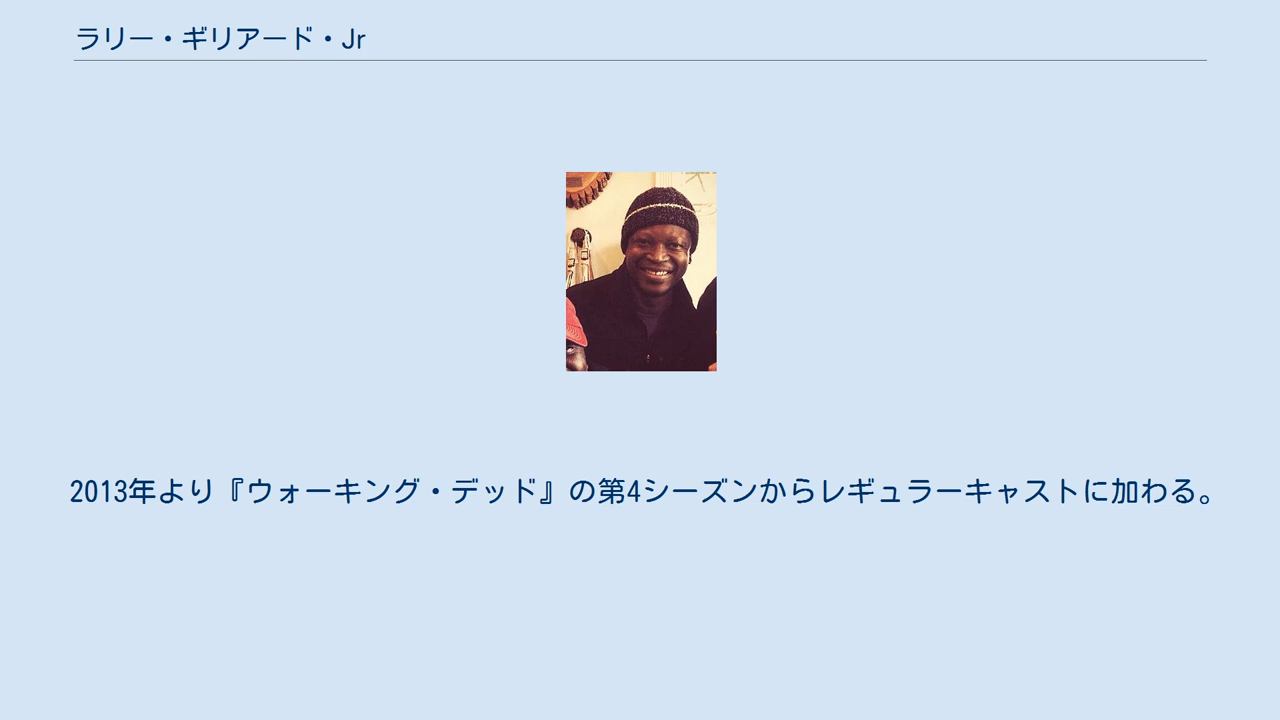 ラリー・ギリアード・Jr
2013年より『ウォーキング・デッド』の第4シーズンからレギュラーキャストに加わる。